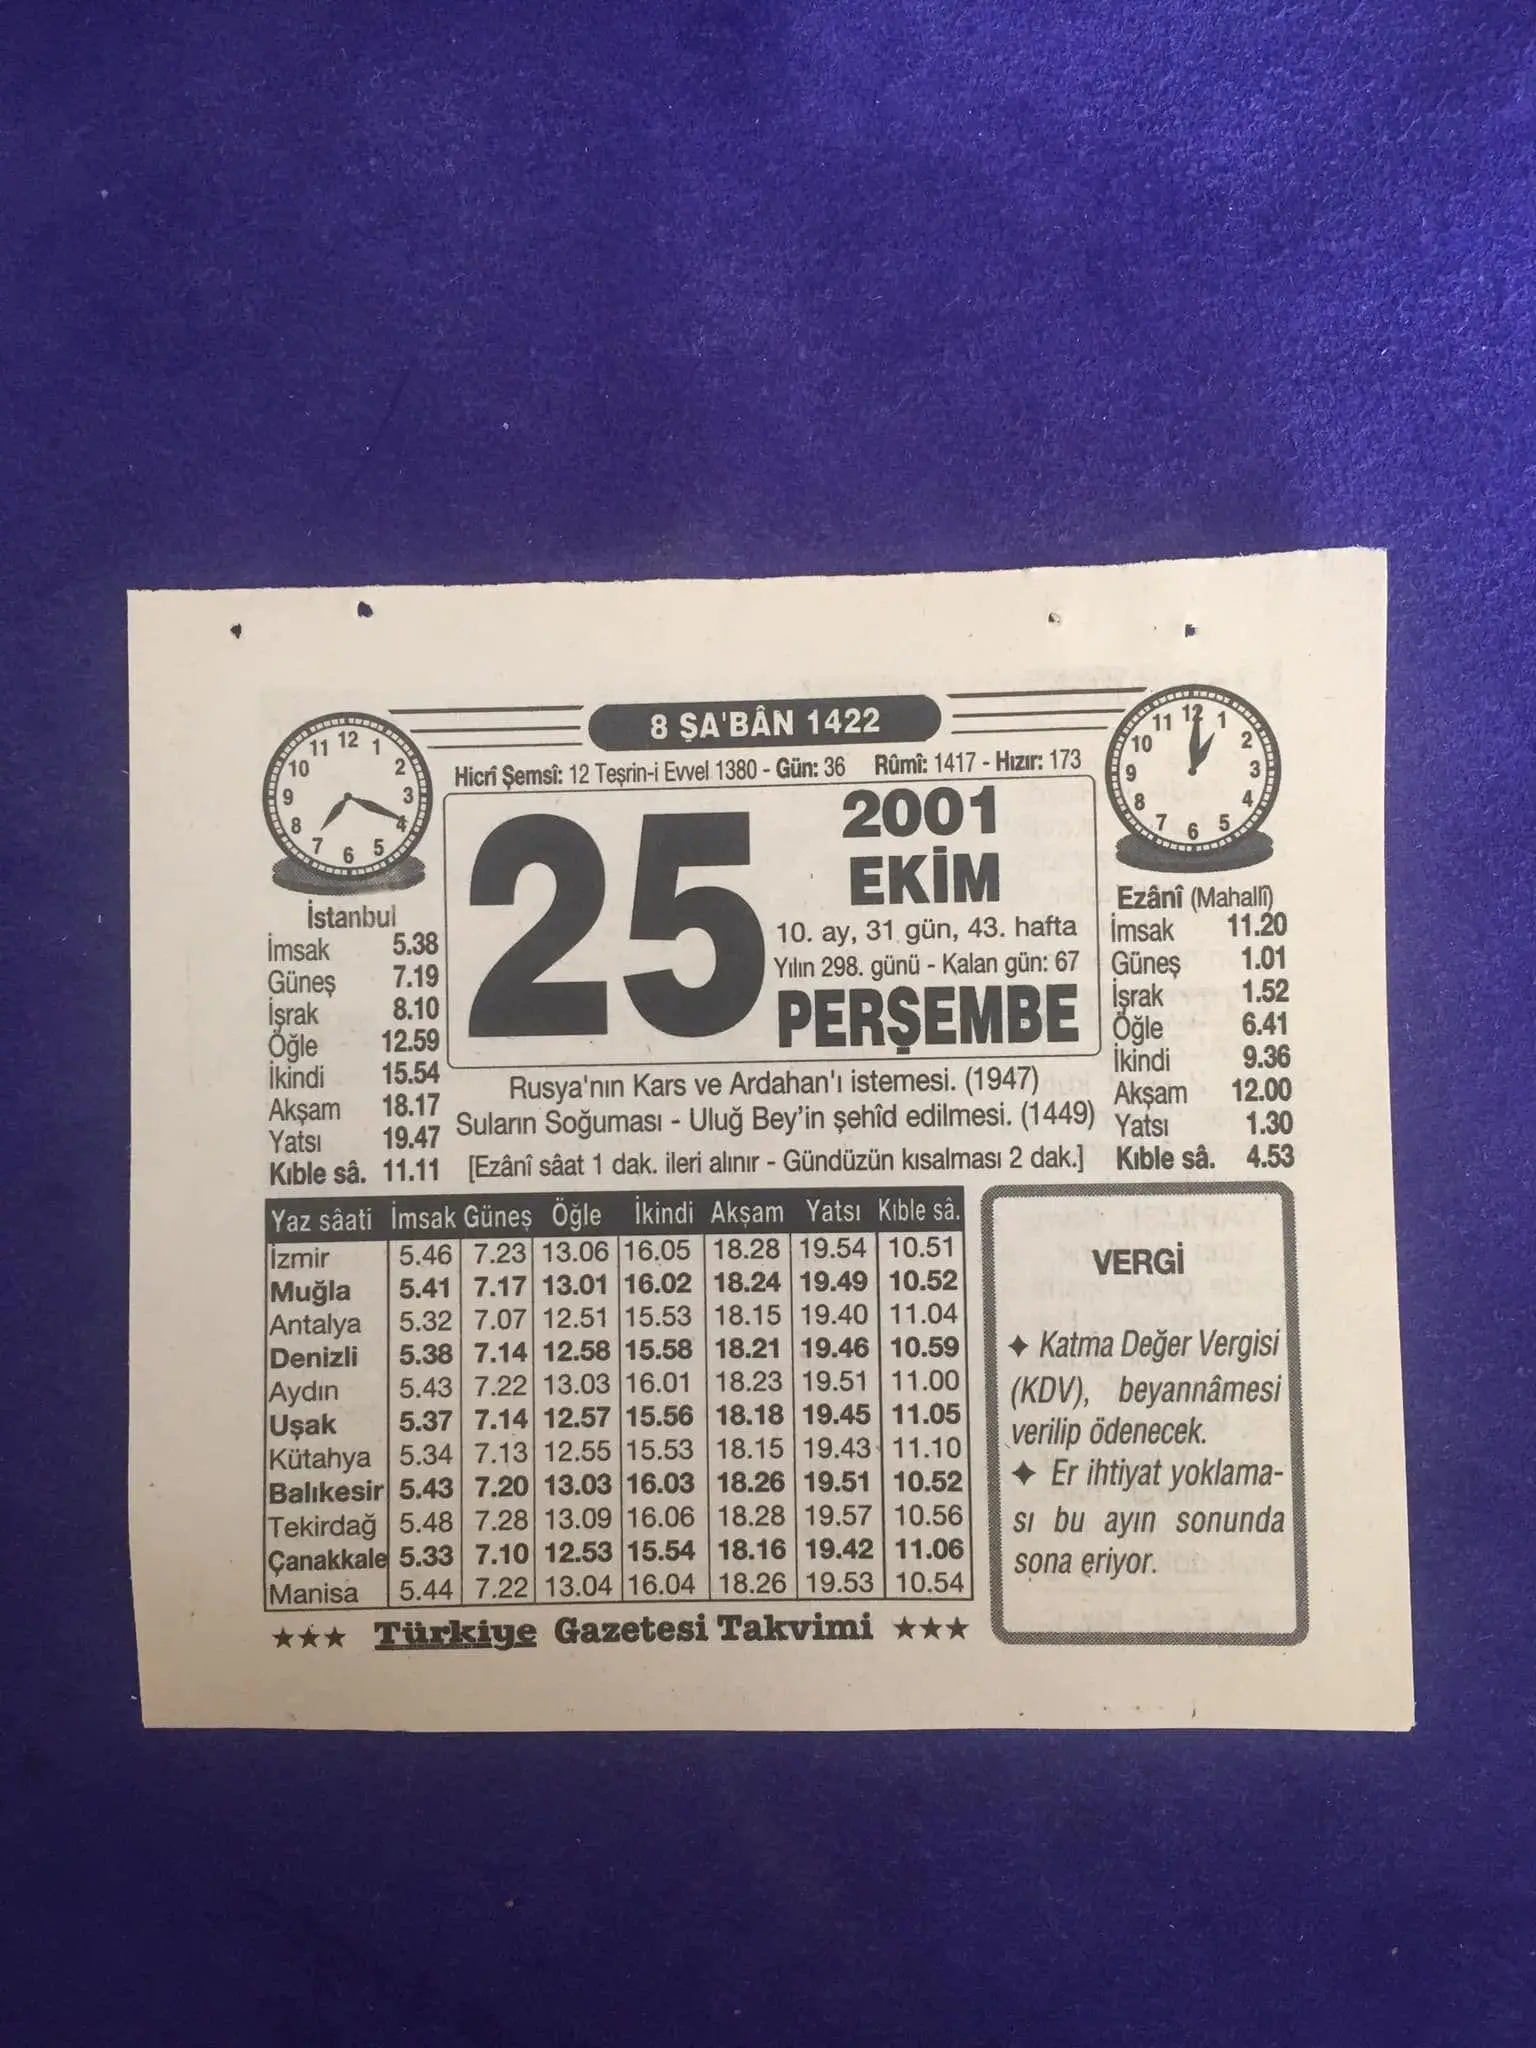 8 ŞA'BÂN 1422
Hicrî Şemsî: 12 Teşrin-i Evvel 1380 - Gün: 36 Rûmî: 1417 - Hızır: 173
11 12 1
10 2
9 3
8 4
7 6 5
11 12 1
10 2
9 3
8 4
7 6 5
25
2001
EKİM
10. ay, 31 gün, 43. hafta
Yılın 298. günü - Kalan gün: 67
PERŞEMBE
İstanbul
İmsak 5.38
Güneş 7.19
İşrak 8.10
Öğle 12.59
İkindi 15.54
Akşam 18.17
Yatsı 19.47
Kıble sâ. 11.11
Ezânî (Mahallî)
İmsak 11.20
Güneş 1.01
İşrak 1.52
Öğle 6.41
İkindi 9.36
Akşam 12.00
Yatsı 1.30
Kıble sâ. 4.53
Rusya'nın Kars ve Ardahan'ı istemesi. (1947)
Suların Soğuması - Uluğ Bey'in şehîd edilmesi. (1449)
[Ezânî sâat 1 dak. ileri alınır - Gündüzün kısalması 2 dak.]
Yaz sâati İmsak Güneş Öğle İkindi Akşam Yatsı Kıble sâ.
İzmir 5.46 7.23 13.06 16.05 18.28 19.54 10.51
Muğla 5.41 7.17 13.01 16.02 18.24 19.49 10.52
Antalya 5.32 7.07 12.51 15.53 18.15 19.40 11.04
Denizli 5.38 7.14 12.58 15.58 18.21 19.46 10.59
Aydın 5.43 7.22 13.03 16.01 18.23 19.51 11.00
Uşak 5.37 7.14 12.57 15.56 18.18 19.45 11.05
Kütahya 5.34 7.13 12.55 15.53 18.15 19.43 11.10
Balıkesir 5.43 7.20 13.03 16.03 18.26 19.51 10.52
Tekirdağ 5.48 7.28 13.09 16.06 18.28 19.57 10.56
Çanakkale 5.33 7.10 12.53 15.54 18.16 19.42 11.06
Manisa 5.44 7.22 13.04 16.04 18.26 19.53 10.54
★★★ Türkiye Gazetesi Takvimi ★★★
VERGİ
✦ Katma Değer Vergisi
(KDV), beyannâmesi
verilip ödenecek.
✦ Er ihtiyat yoklama-
sı bu ayın sonunda
sona eriyor.